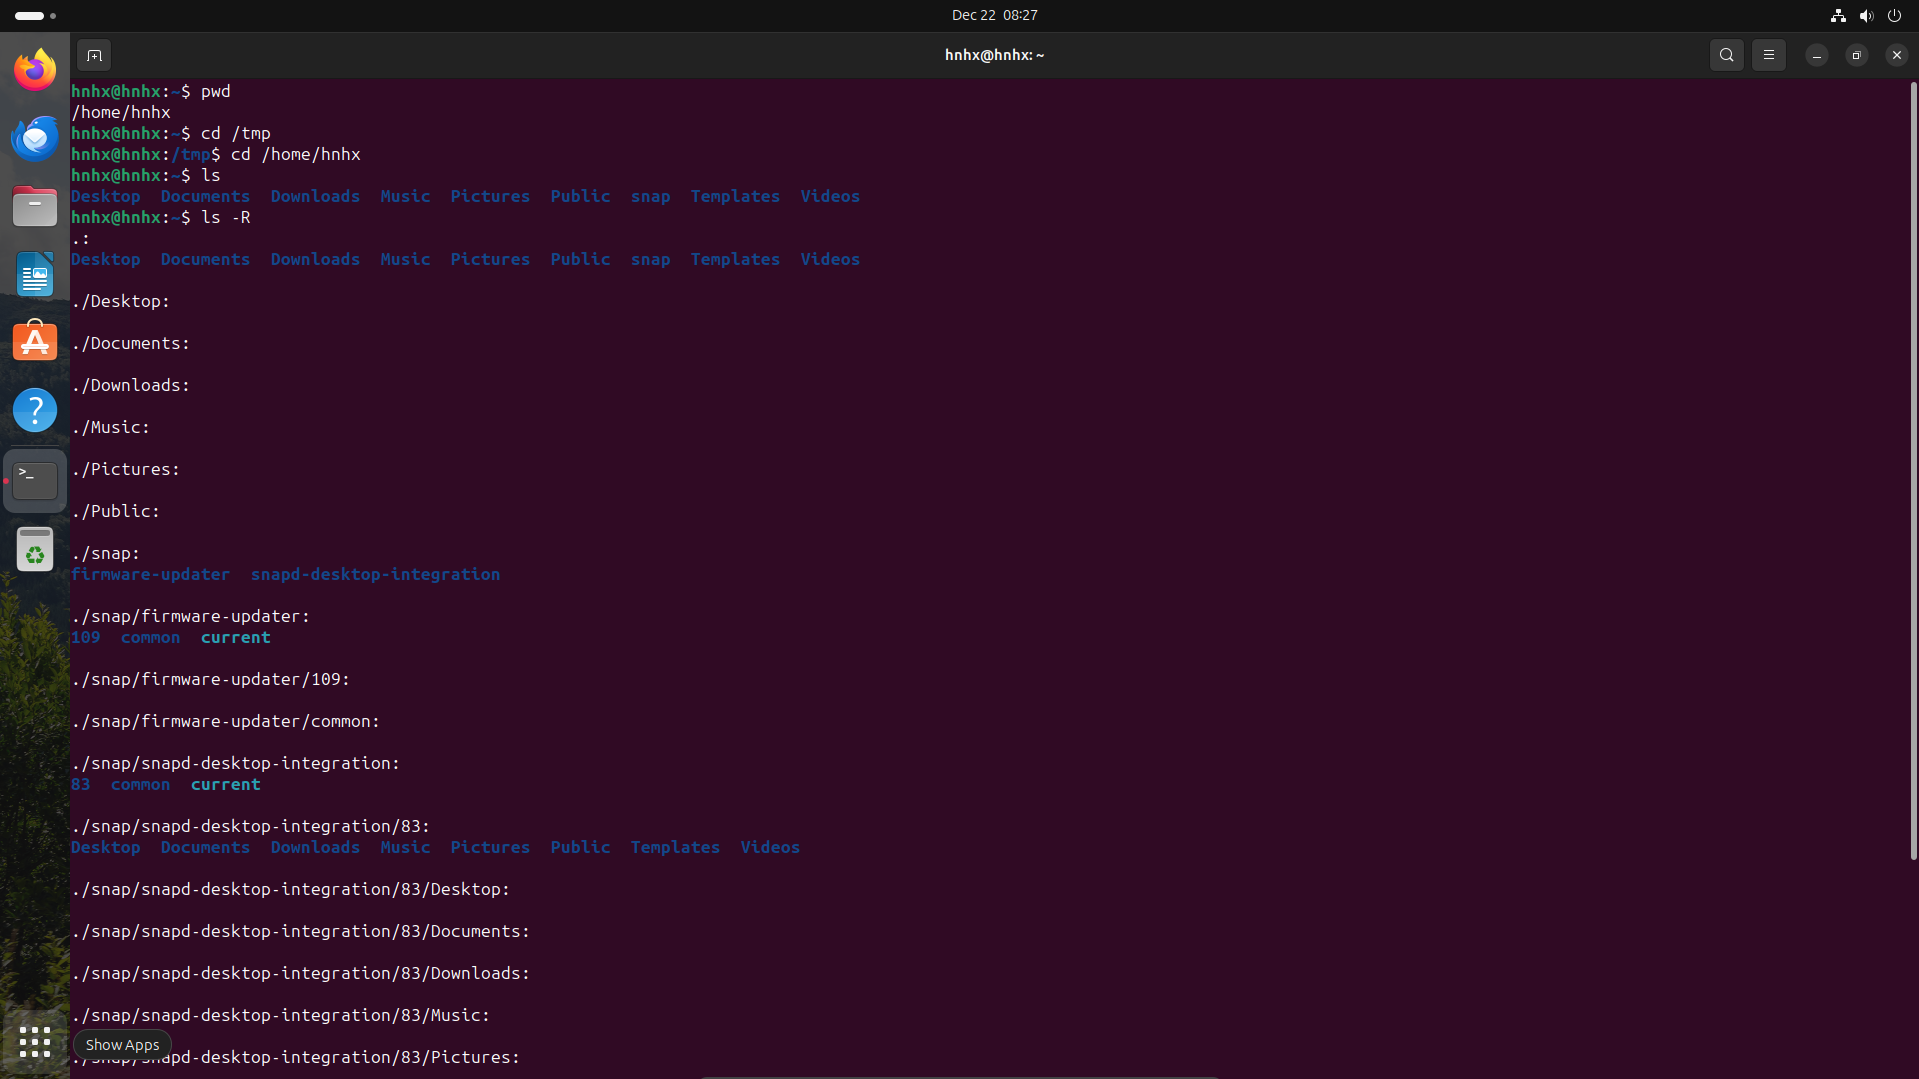 Dec 22 08:27
hnhx@hnhx: ~
hnhx@hnhx:~$ pwd
/home/hnhx
hnhx@hnhx:~$ cd /tmp
hnhx@hnhx:/tmp$ cd /home/hnhx
hnhx@hnhx:~$ ls
Desktop Documents Downloads Music Pictures Public snap Templates Videos
hnhx@hnhx:~$ ls -R
.:
Desktop Documents Downloads Music Pictures Public snap Templates Videos
./Desktop:
./Documents:
./Downloads:
./Music:
./Pictures:
./Public:
./snap:
firmware-updater snapd-desktop-integration
./snap/firmware-updater:
109 common current
./snap/firmware-updater/109:
./snap/firmware-updater/common:
./snap/snapd-desktop-integration:
83 common current
./snap/snapd-desktop-integration/83:
Desktop Documents Downloads Music Pictures Public Templates Videos
./snap/snapd-desktop-integration/83/Desktop:
./snap/snapd-desktop-integration/83/Documents:
./snap/snapd-desktop-integration/83/Downloads:
./snap/snapd-desktop-integration/83/Music:
Show Apps
./snap/snapd-desktop-integration/83/Pictures: